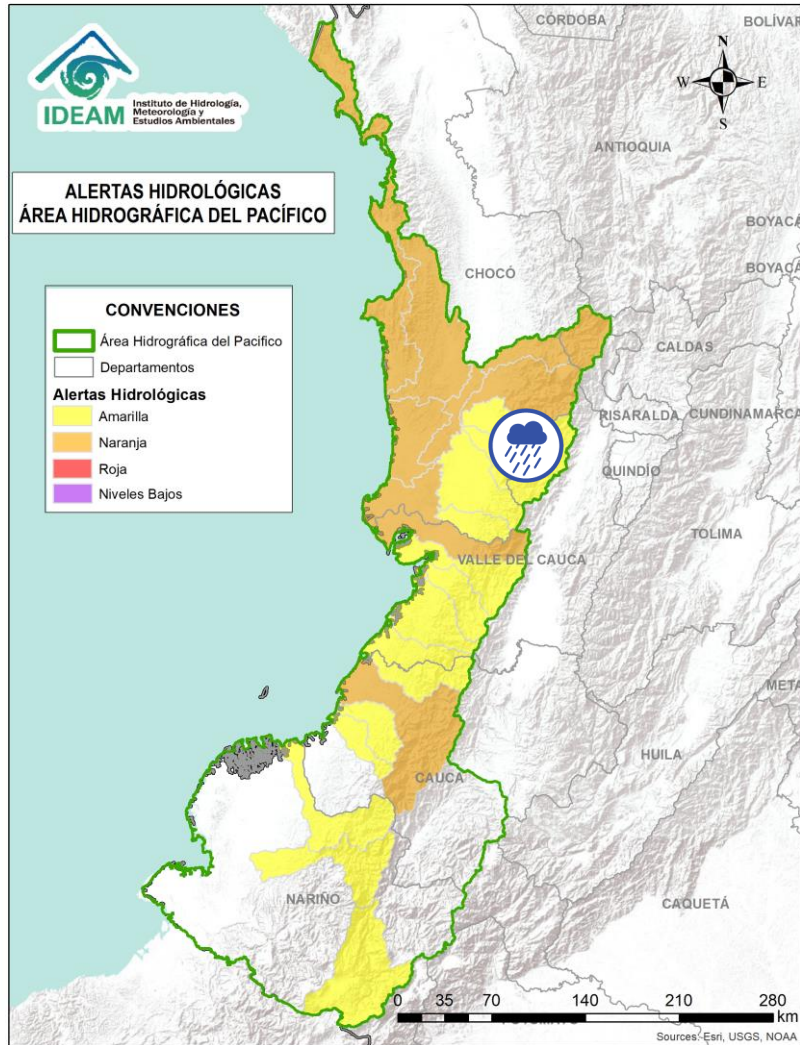 IDEAM
Instituto de Hidrología,
Meteorología y
Estudios Ambientales
ALERTAS HIDROLÓGICAS
ÁREA HIDROGRÁFICA DEL PACÍFICO
CONVENCIONES
Área Hidrográfica del Pacifico
Departamentos
Alertas Hidrológicas
Amarilla
Naranja
Roja
Niveles Bajos
N
W
E
S
CÓRDOBA
BOLÍVAR
ANTIOQUIA
BOYACÁ
BOYACÁ
CHOCÓ
CALDAS
RISARALDA
CUNDINAMARCA
QUINDÍO
TOLIMA
VALLE DEL CAUCA
META
HUILA
CAUCA
NARIÑO
CAQUETÁ
0 35 70 140 210 280
km
Sources: Esri, USGS, NOAA